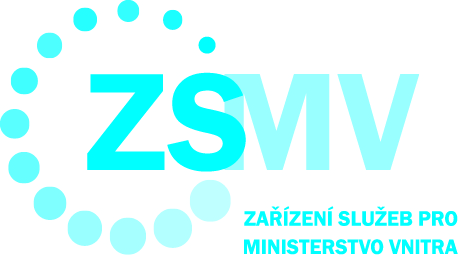 ZSMV
ZAŘÍZENÍ SLUŽEB PRO
MINISTERSTVO VNITRA